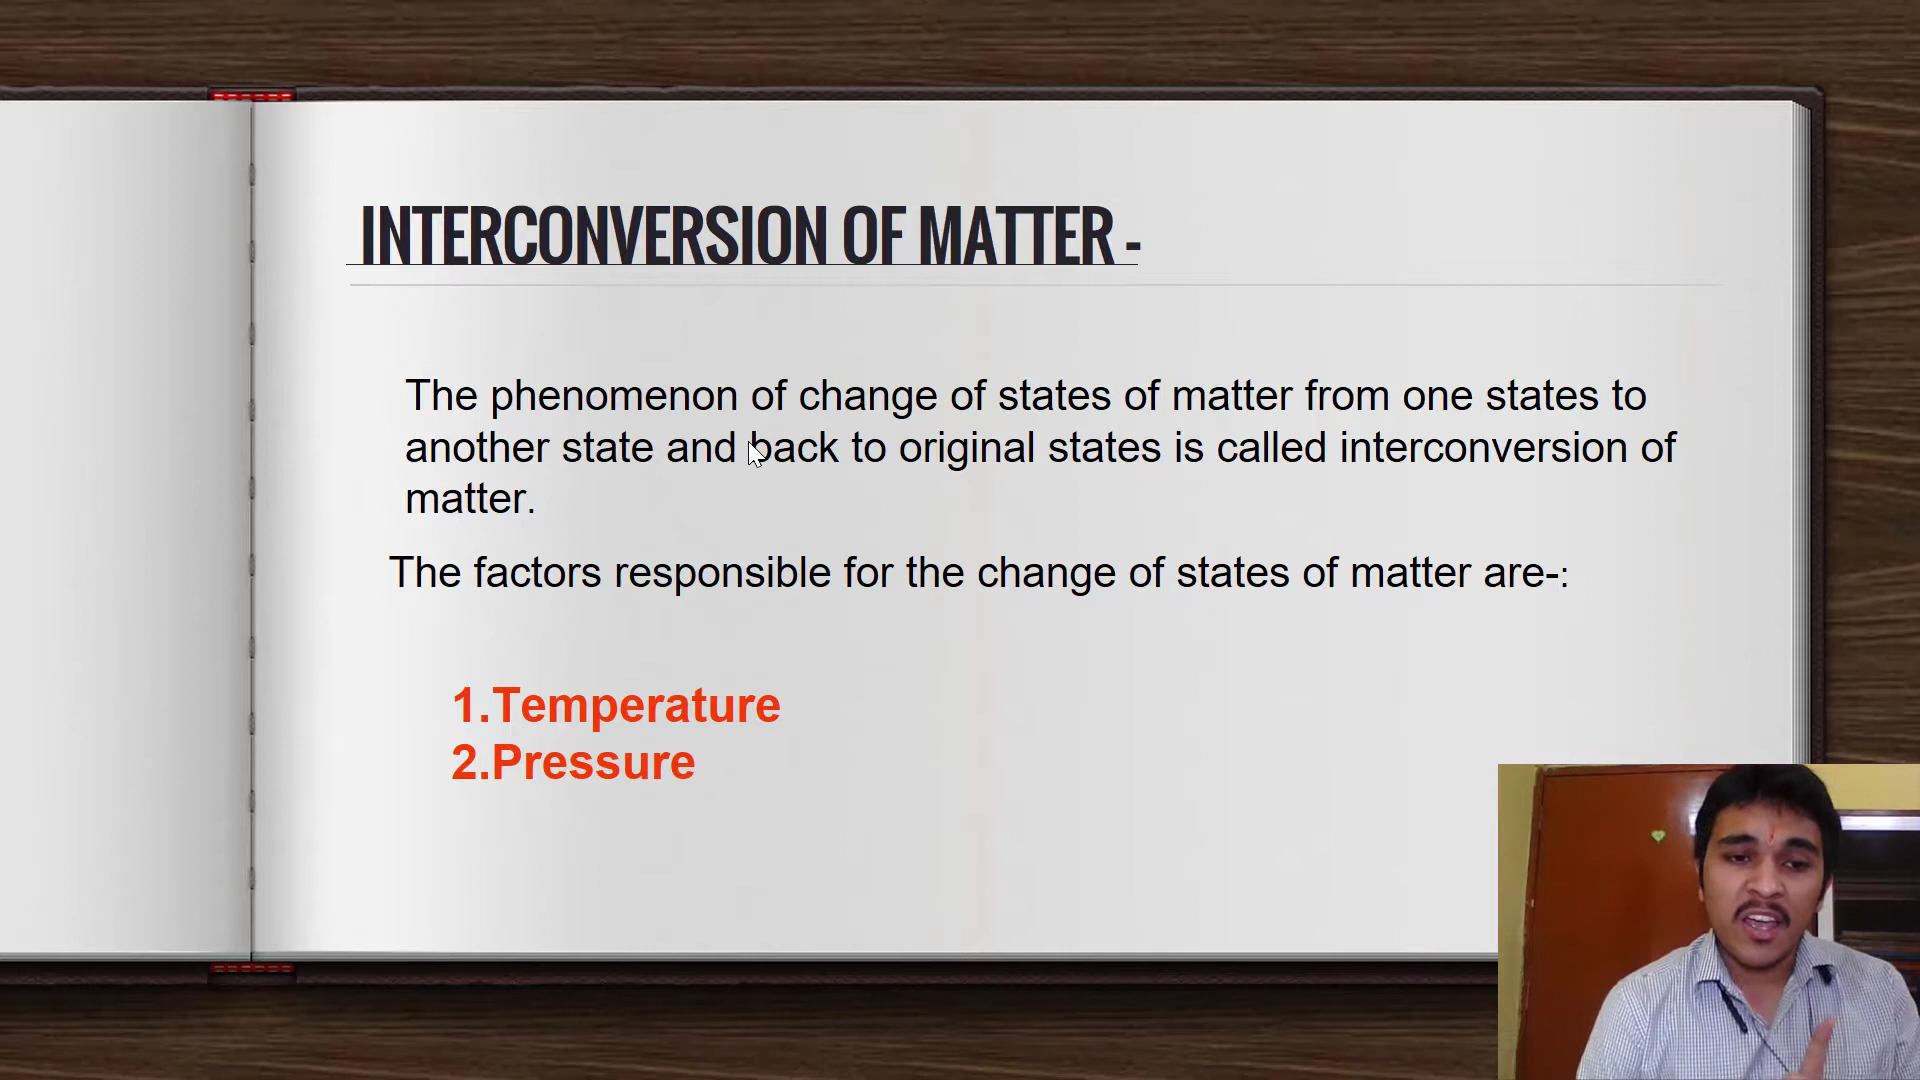 INTERCONVERSION OF MATTER -
The phenomenon of change of states of matter from one states to
another state and back to original states is called interconversion of
matter.
The factors responsible for the change of states of matter are-:
1.Temperature
2.Pressure